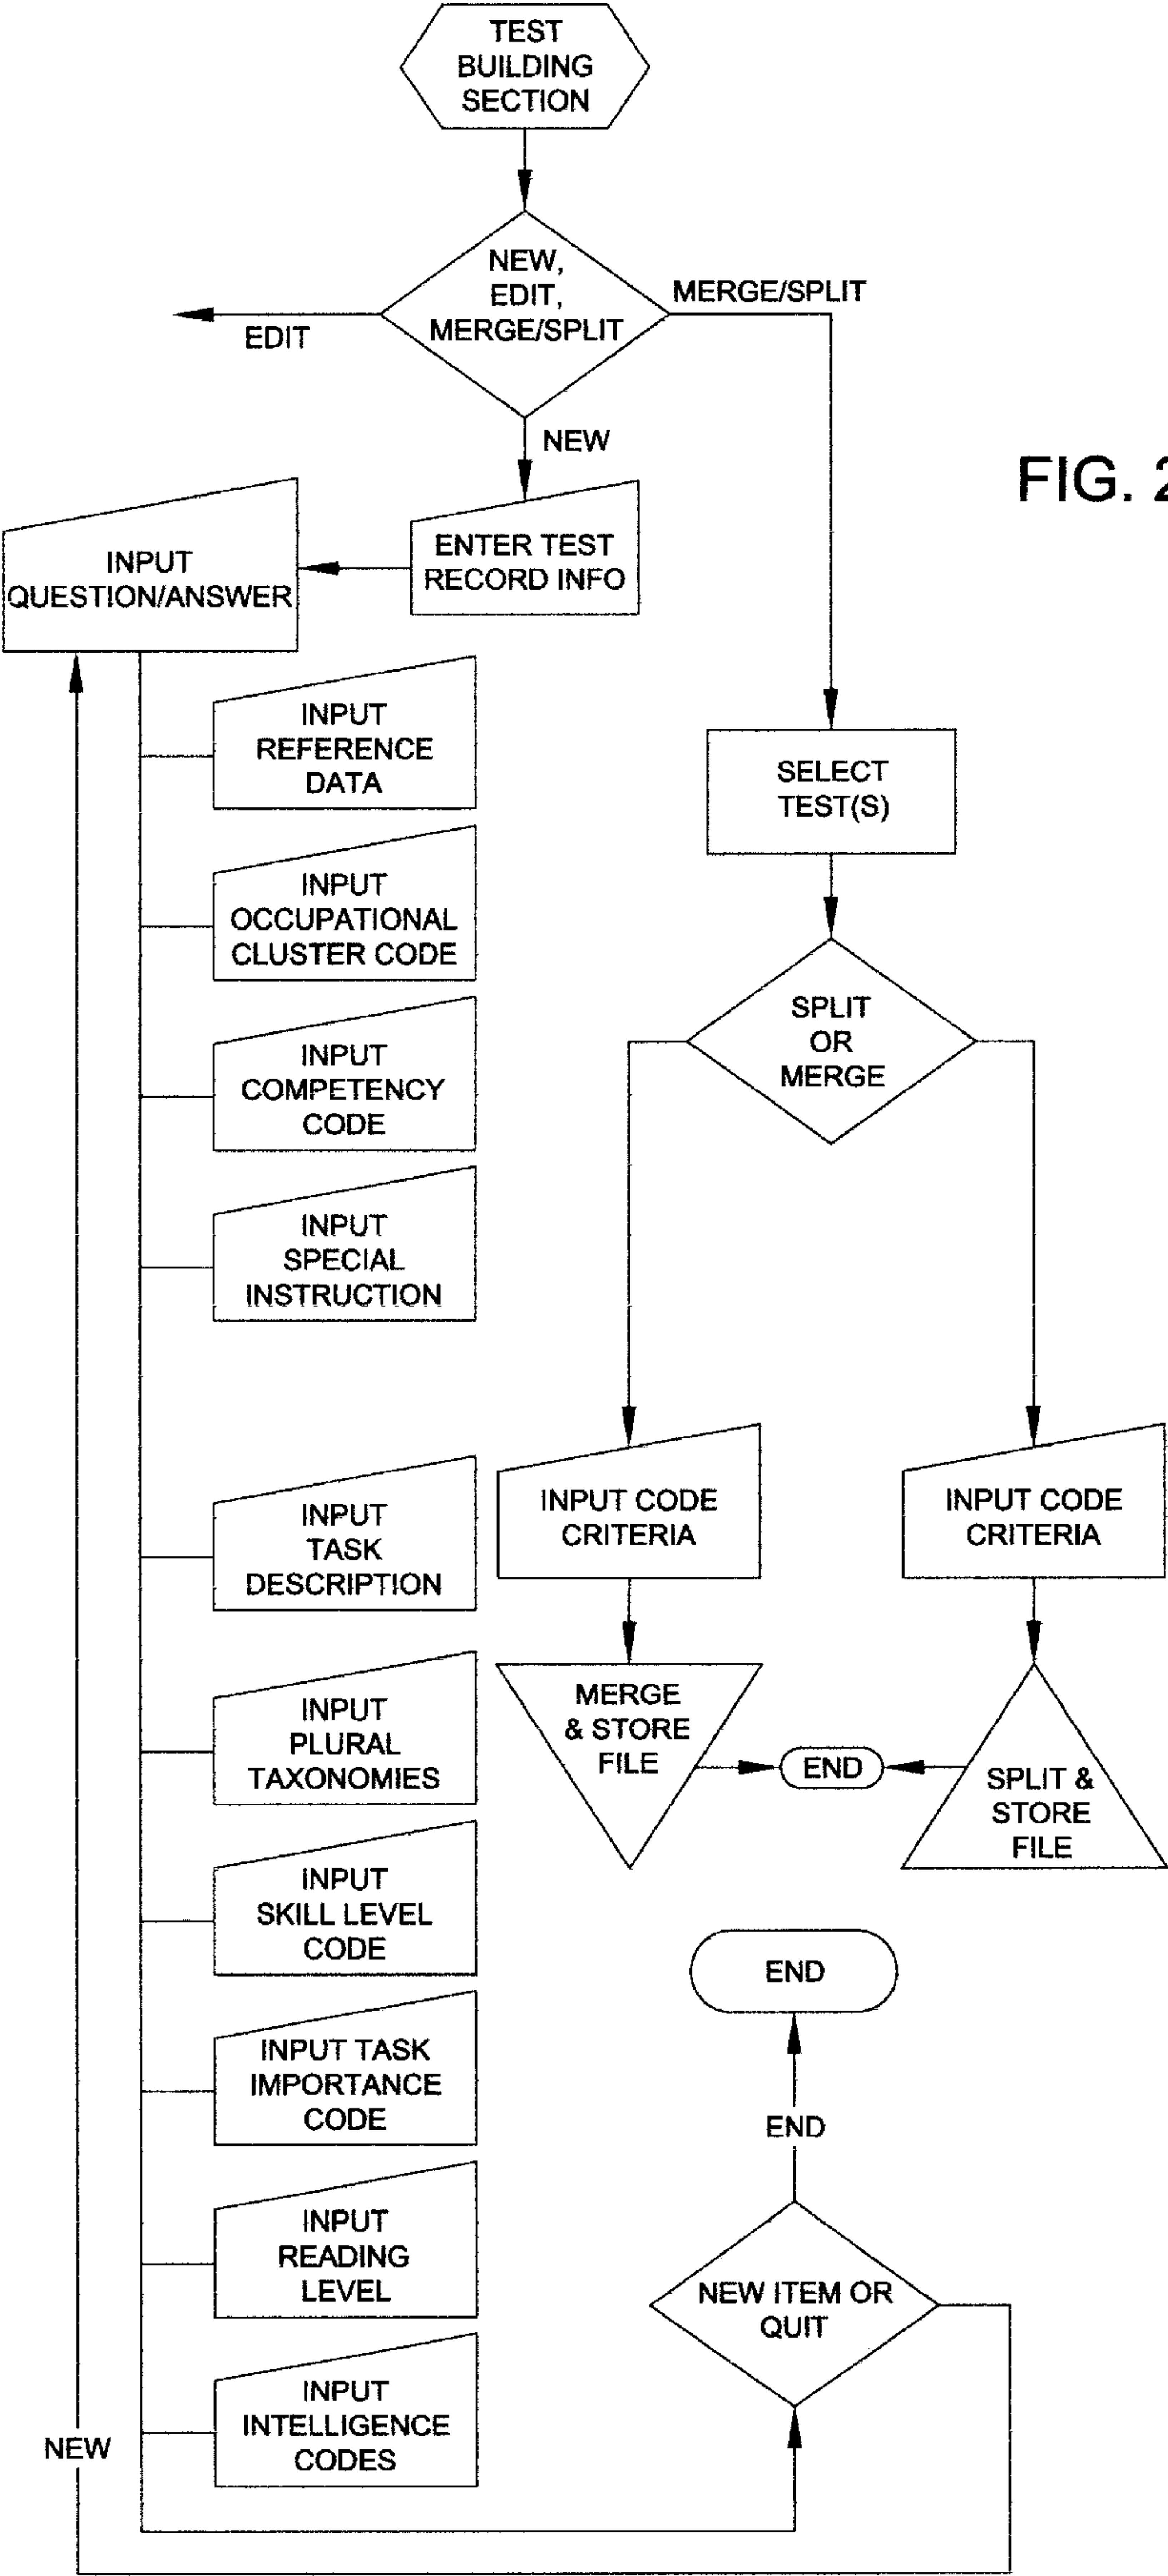 TEST
BUILDING
SECTION
NEW,
EDIT,
MERGE/SPLIT
MERGE/SPLIT
EDIT
NEW
FIG. 2
ENTER TEST
RECORD INFO
INPUT
QUESTION/ANSWER
INPUT
REFERENCE
DATA
SELECT
TEST(S)
INPUT
OCCUPATIONAL
CLUSTER CODE
SPLIT
OR
MERGE
INPUT
COMPETENCY
CODE
INPUT
SPECIAL
INSTRUCTION
INPUT CODE
CRITERIA
INPUT CODE
CRITERIA
INPUT
TASK
DESCRIPTION
MERGE
& STORE
FILE
END
SPLIT &
STORE
FILE
INPUT
PLURAL
TAXONOMIES
INPUT
SKILL LEVEL
CODE
END
INPUT TASK
IMPORTANCE
CODE
END
INPUT
READING
LEVEL
NEW ITEM OR
QUIT
INPUT
INTELLIGENCE
CODES
NEW